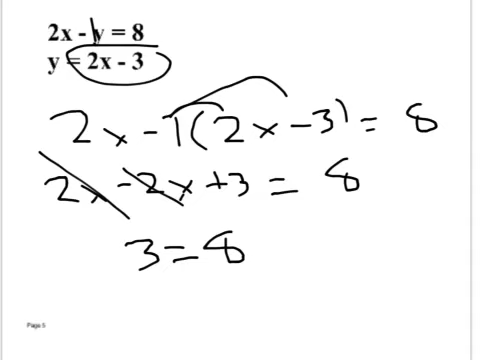 2x - y = 8
y = 2x - 3
2x - 1(2x - 3) = 8
2x - 2x + 3 = 8
3 = 8
Page 5